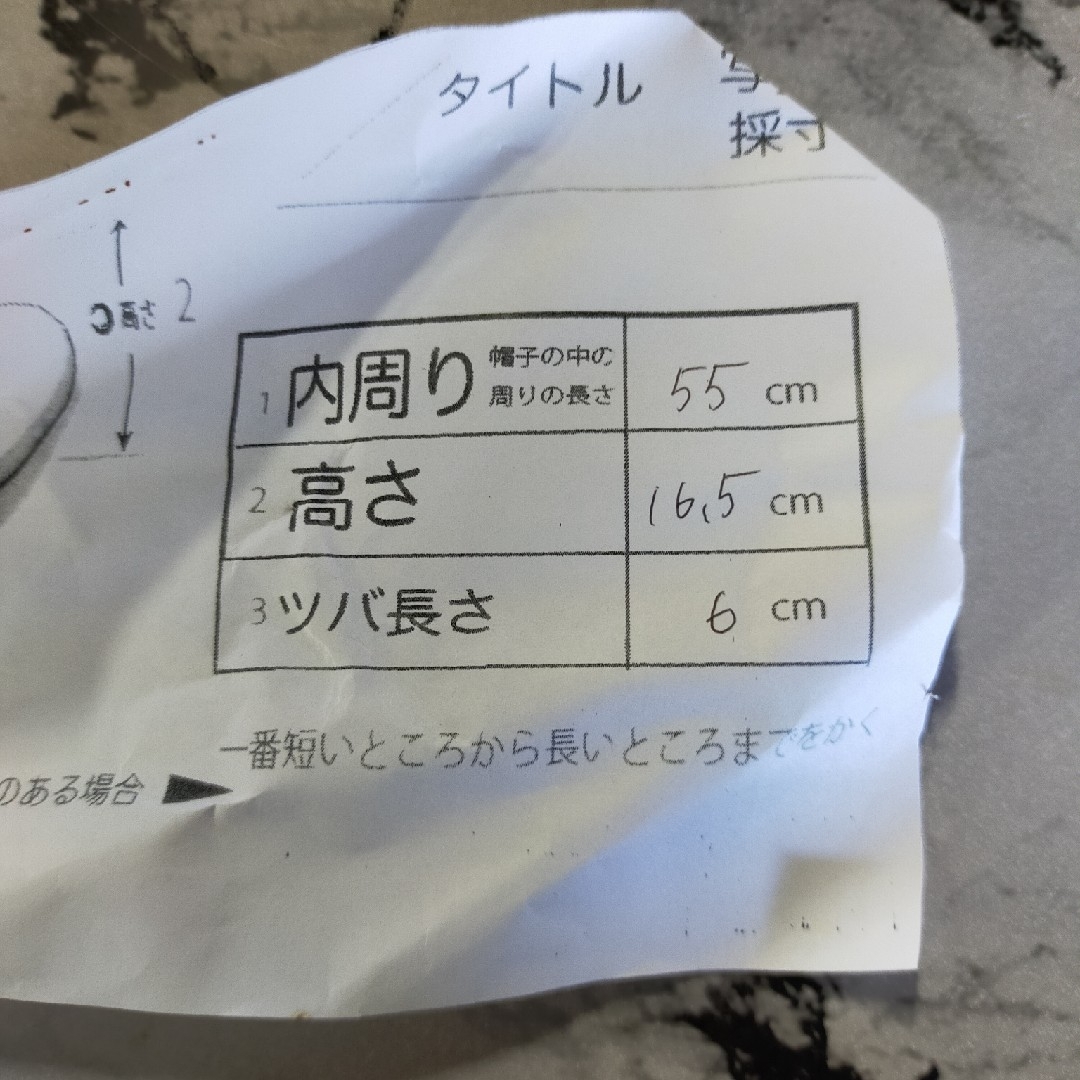 タイトル
採寸
高さ 2
1 内周り 帽子の中の
周りの長さ 55 cm
2 高さ 16.5 cm
3 ツバ長さ 6 cm
一番短いところから長いところまでをかく
のある場合 ▶